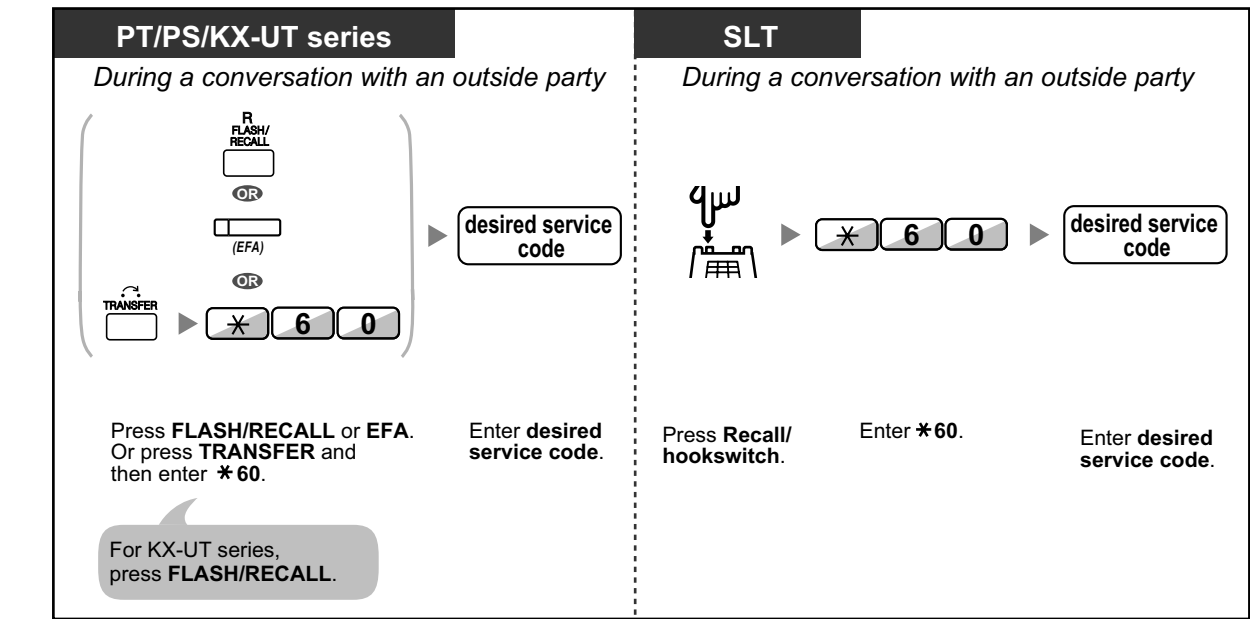 PT/PS/KX-UT series
During a conversation with an outside party
R
FLASH/
RECALL
OR
(EFA)
OR
TRANSFER
* 6 0
desired service
code
Press FLASH/RECALL or EFA.
Or press TRANSFER and
then enter *60.
Enter desired
service code.
For KX-UT series,
press FLASH/RECALL.
SLT
During a conversation with an outside party
* 6 0
desired service
code
Press Recall/
hookswitch.
Enter *60.
Enter desired
service code.